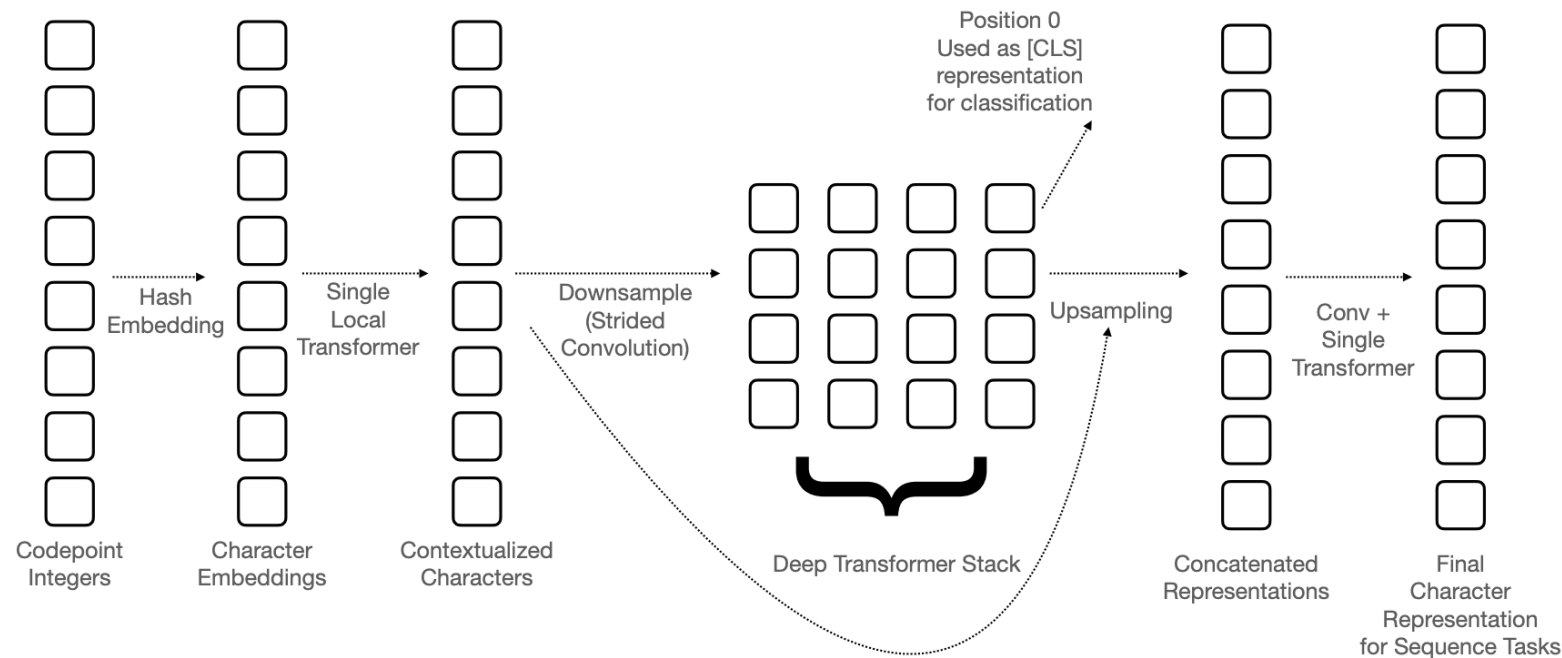 Position 0
Used as [CLS]
representation
for classification
Hash
Embedding
Single
Local
Transformer
Downsample
(Strided
Convolution)
Upsampling
Conv +
Single
Transformer
Codepoint
Integers
Character
Embeddings
Contextualized
Characters
Deep Transformer Stack
Concatenated
Representations
Final
Character
Representation
for Sequence Tasks